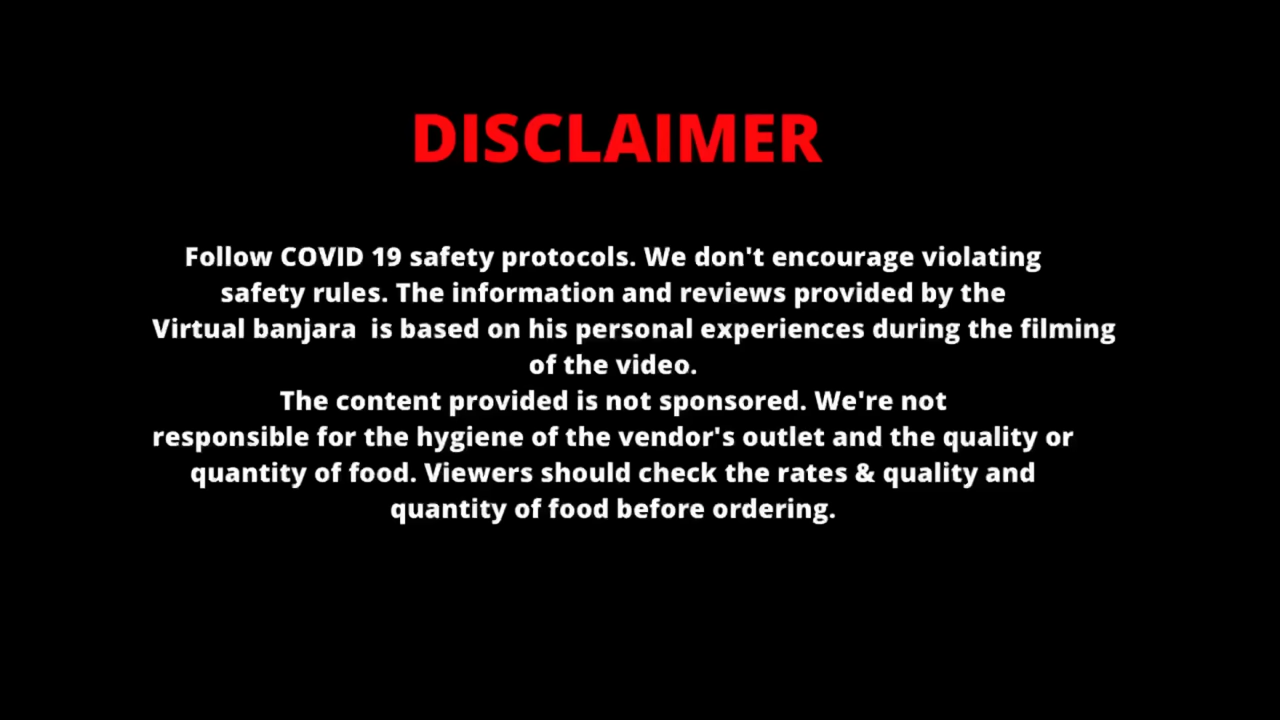 DISCLAIMER
Follow COVID 19 safety protocols. We don't encourage violating
safety rules. The information and reviews provided by the
Virtual banjara  is based on his personal experiences during the filming
of the video.
The content provided is not sponsored. We're not
responsible for the hygiene of the vendor's outlet and the quality or
quantity of food. Viewers should check the rates & quality and
quantity of food before ordering.